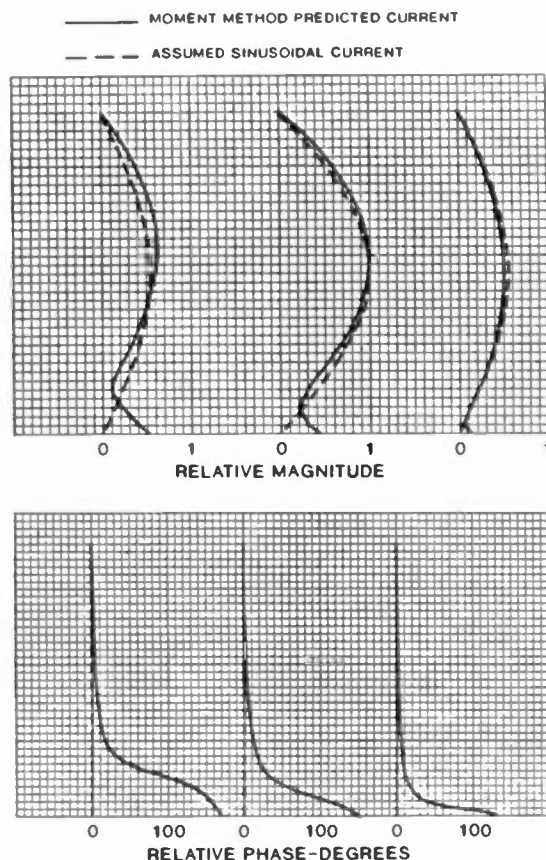 MOMENT METHOD PREDICTED CURRENT
ASSUMED SINUSOIDAL CURRENT
0 1 0 1 0 1
RELATIVE MAGNITUDE
0 100 0 100 0 100
RELATIVE PHASE-DEGREES